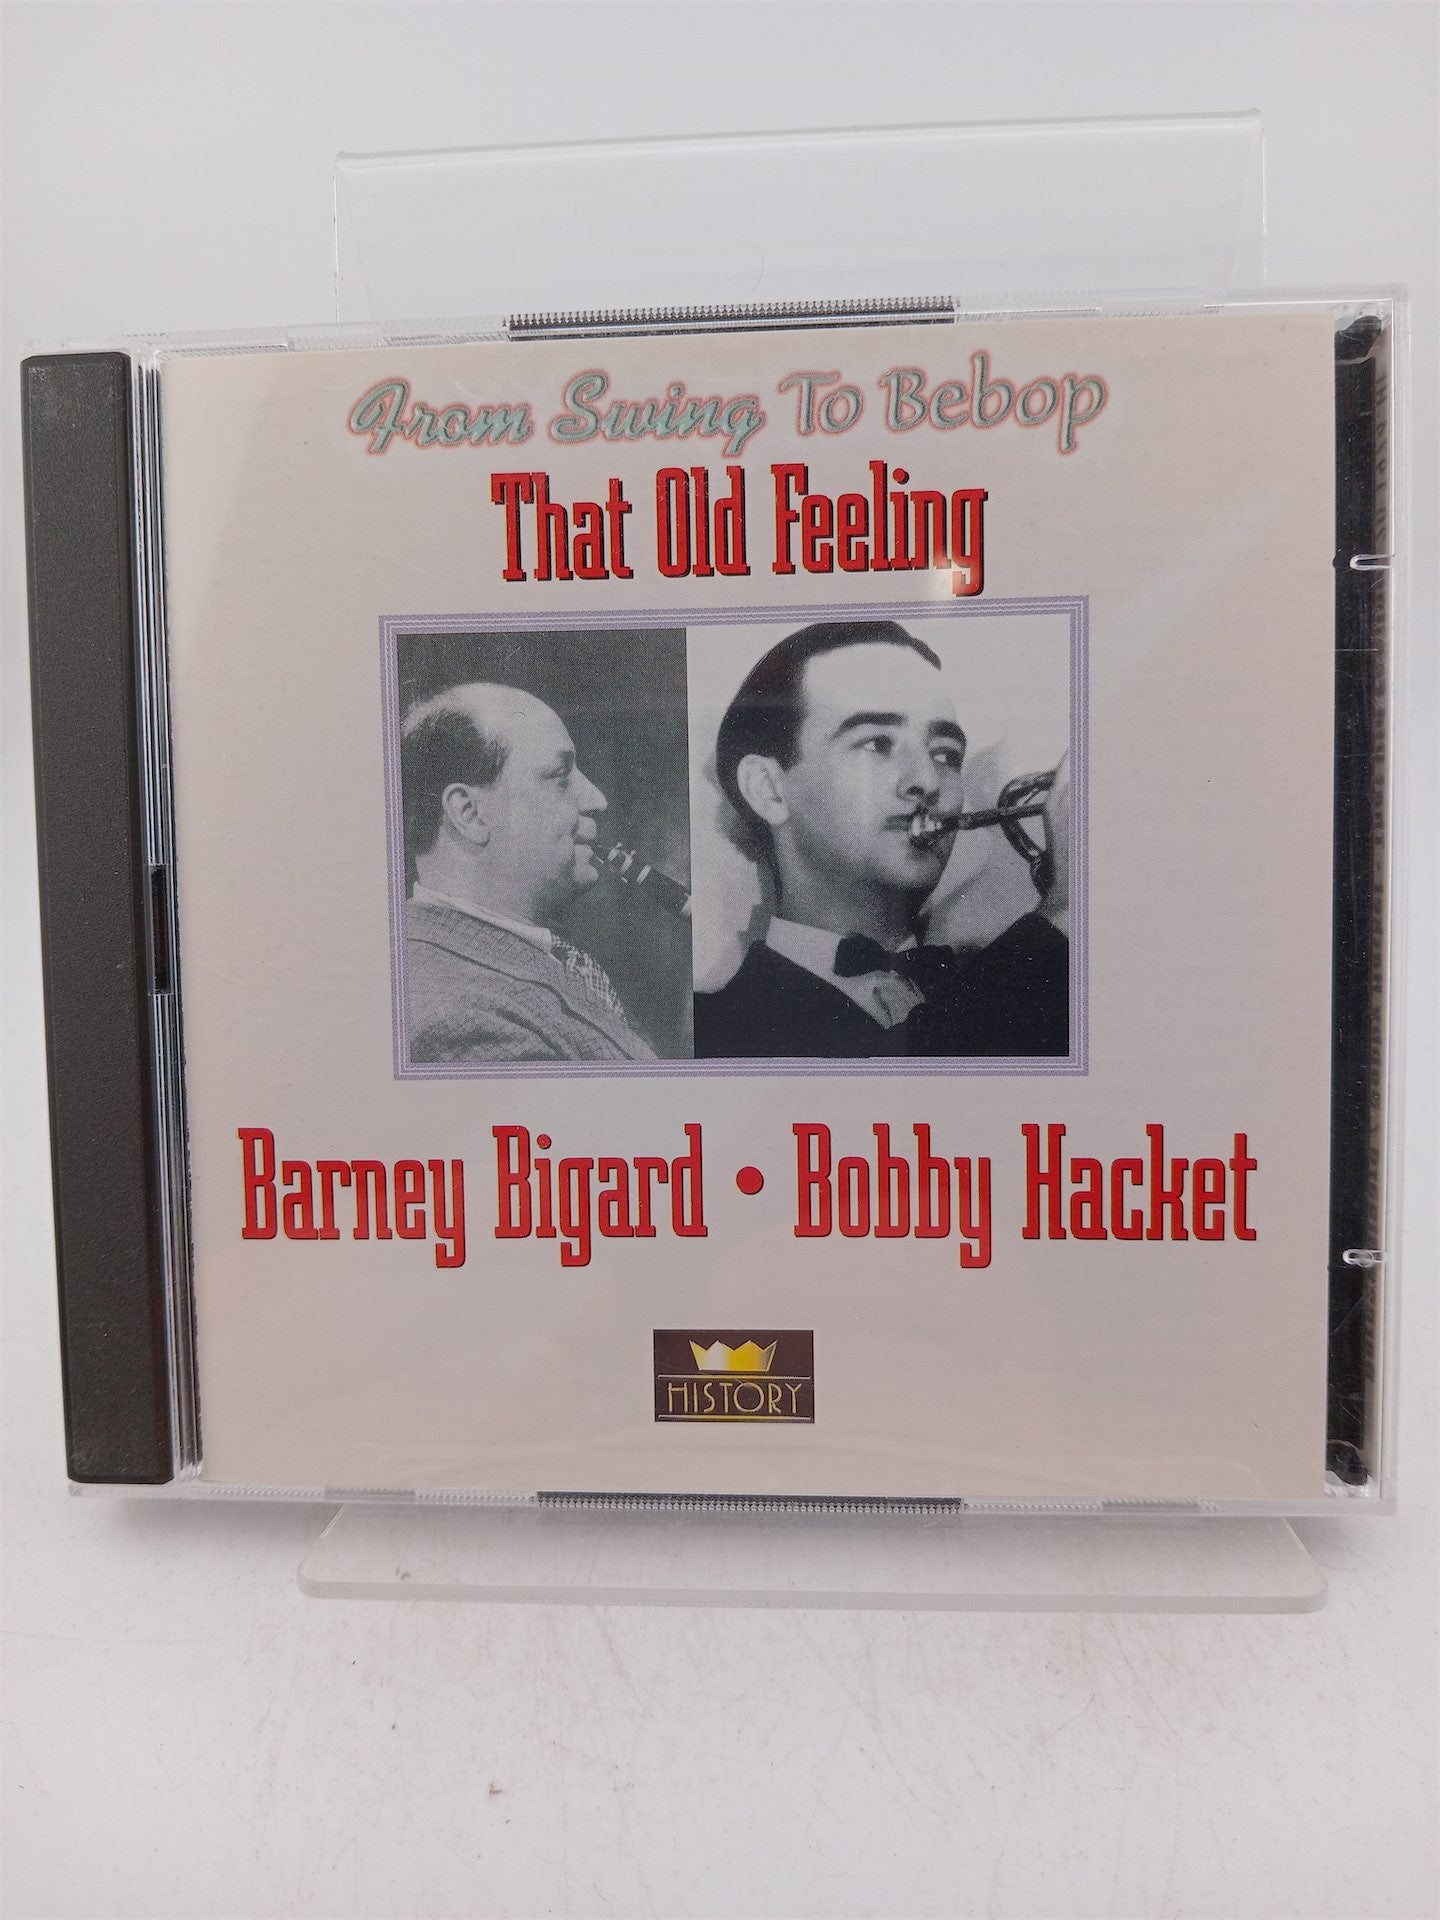 From Swing To Bebop
That Old Feeling
Barney Bigard • Bobby Hacket
HISTORY